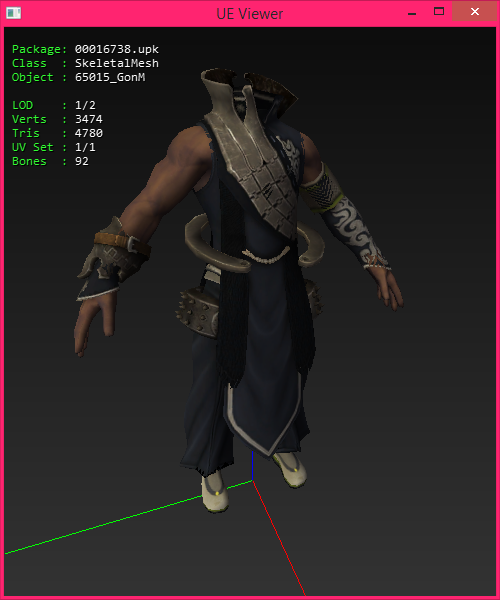 UE Viewer
Package: 00016738.upk
Class : SkeletalMesh
Object : 65015_GonM
LOD : 1/2
Verts : 3474
Tris : 4780
UV Set : 1/1
Bones : 92